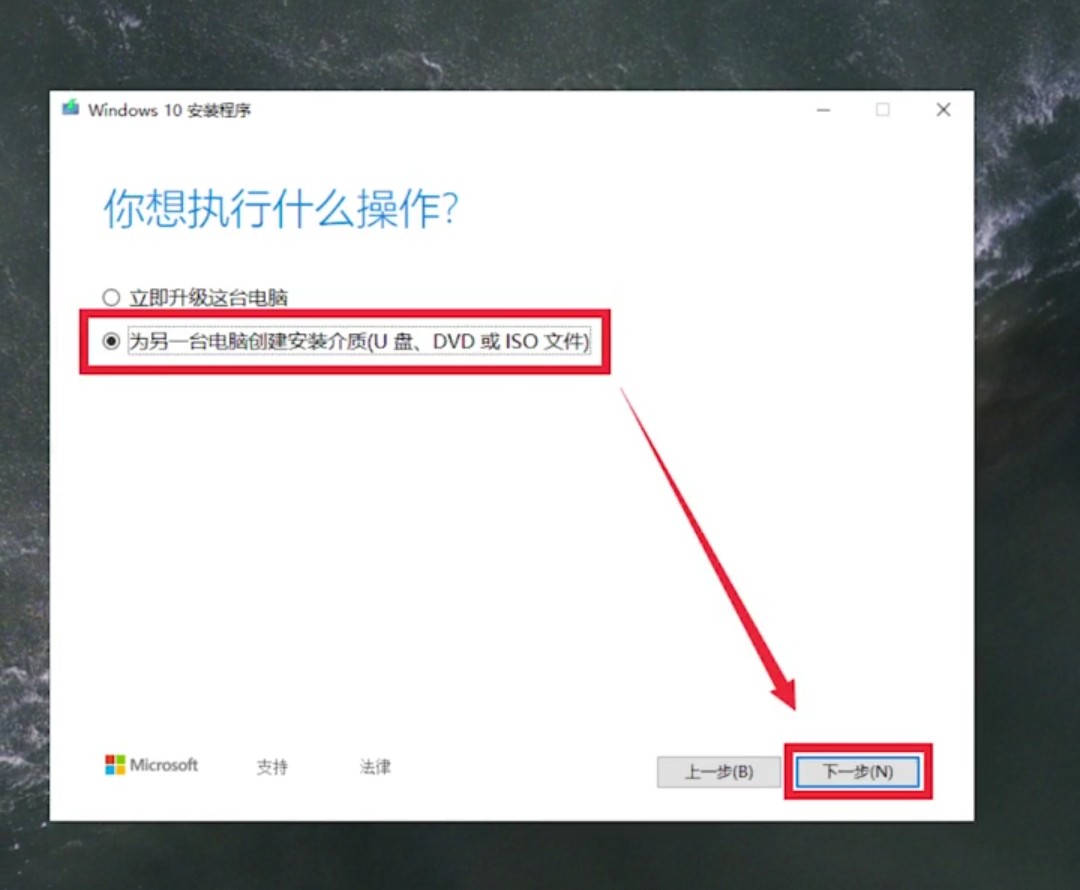 Windows 10 安装程序
你想执行什么操作?
立即升级这台电脑
为另一台电脑创建安装介质(U 盘、DVD 或 ISO 文件)
Microsoft 支持 法律 上一步(B) 下一步(N)